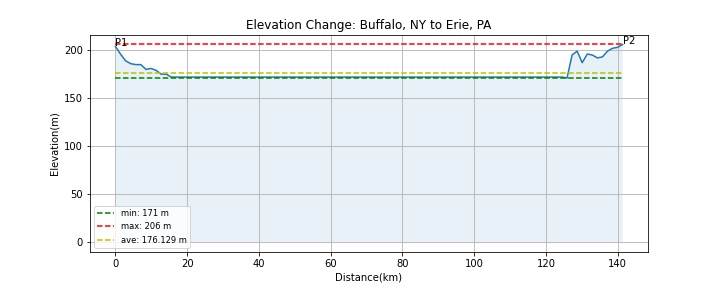 Elevation Change: Buffalo, NY to Erie, PA
P1
P2
200
150
100
50
0
Elevation(m)
min: 171 m
max: 206 m
ave: 176.129 m
0 20 40 60 80 100 120 140
Distance(km)